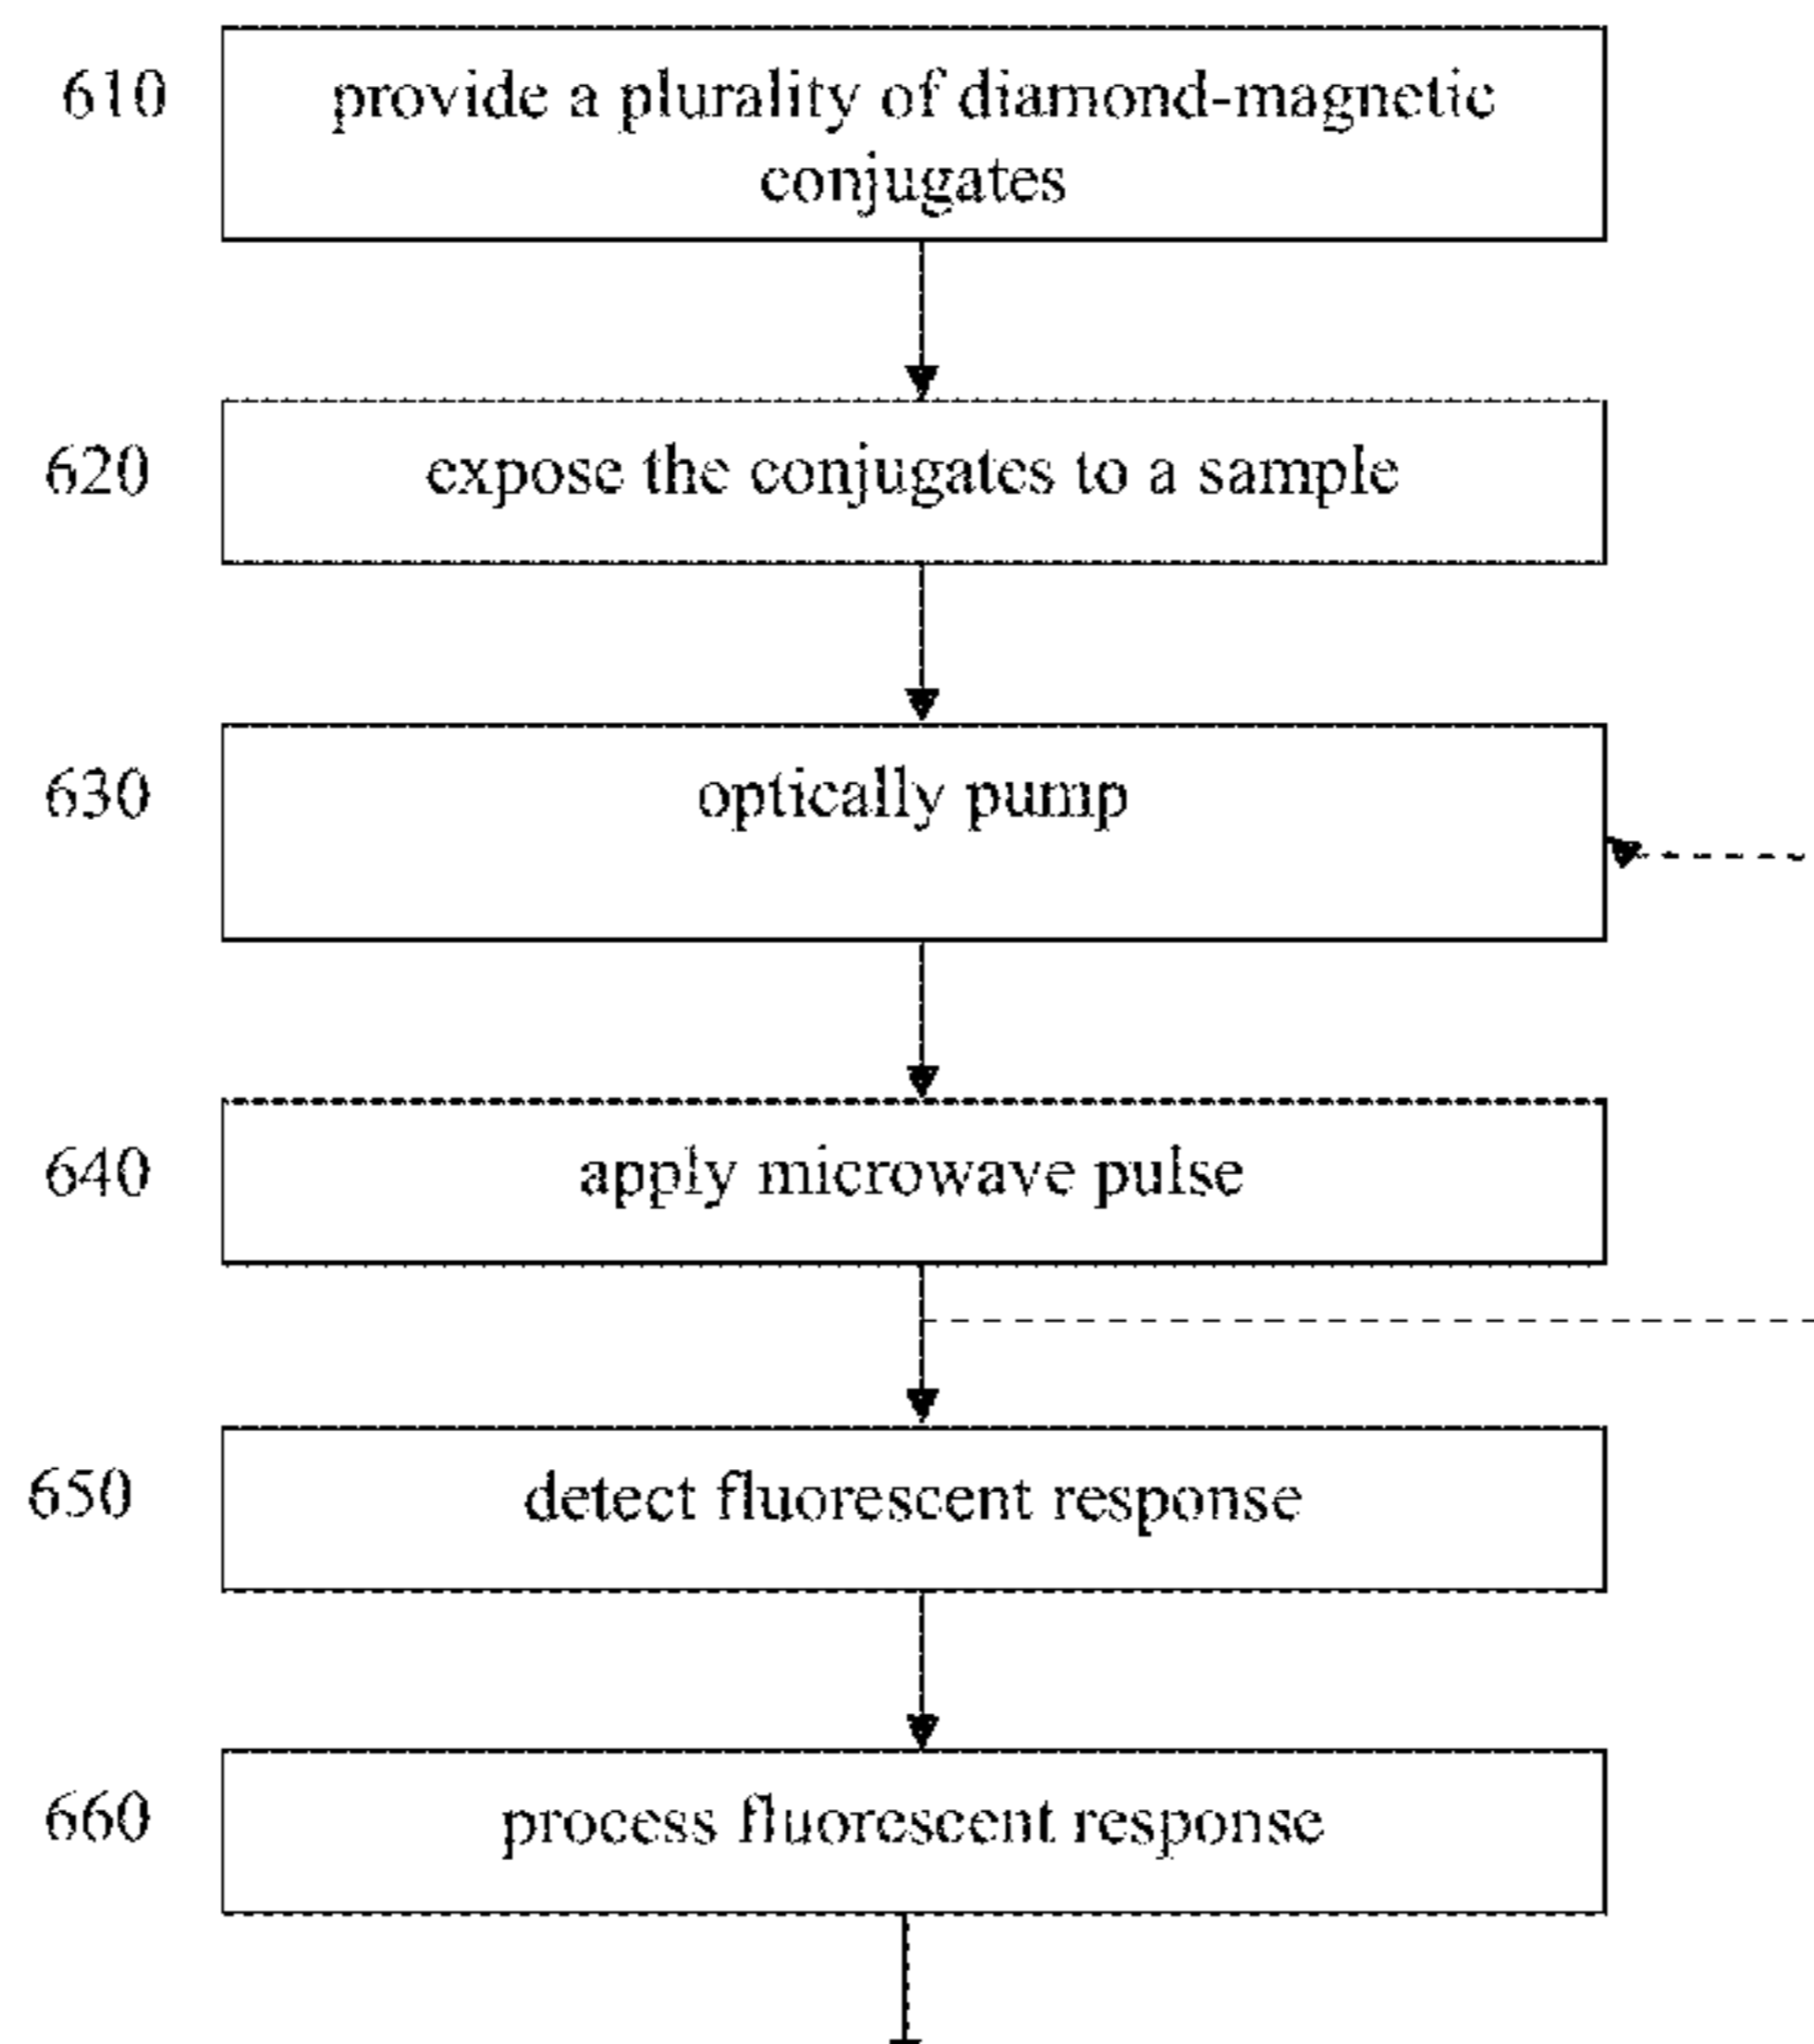 610
provide a plurality of diamond-magnetic
conjugates
620
expose the conjugates to a sample
630
optically pump
640
apply microwave pulse
650
detect fluorescent response
660
process fluorescent response